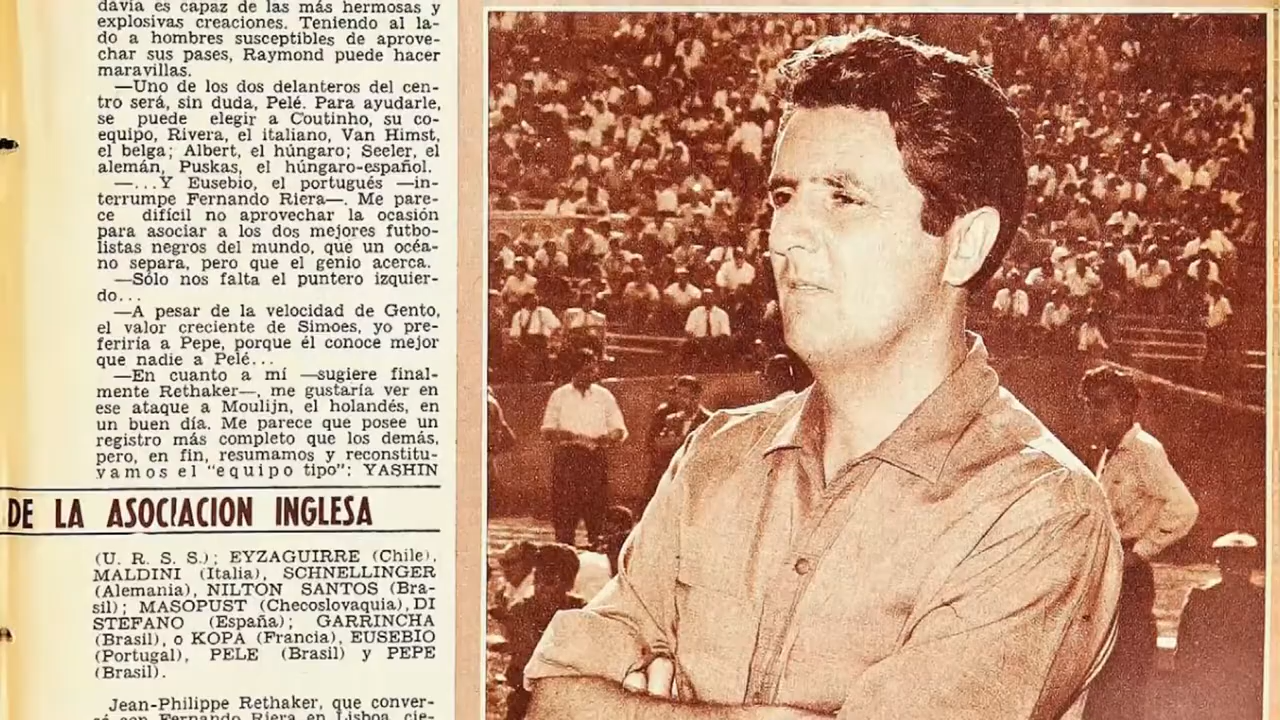 davía es capaz de las más hermosas y
explosivas creaciones. Teniendo al la-
do a hombres susceptibles de aprove-
char sus pases, Raymond puede hacer
maravillas.
—Uno de los dos delanteros del cen-
tro será, sin duda, Pelé. Para ayudarle,
se puede elegir a Coutinho, su co-
equipo, Rivera, el italiano, Van Himst,
el belga; Albert, el húngaro; Seeler, el
alemán, Puskas, el húngaro-español.
—...Y Eusebio, el portugués —in-
terrumpe Fernando Riera—. Me pare-
ce difícil no aprovechar la ocasión
para asociar a los dos mejores futbo-
listas negros del mundo, que un océa-
no separa, pero que el genio acerca.
—Sólo nos falta el puntero izquier-
do...
—A pesar de la velocidad de Gento,
el valor creciente de Simoes, yo pre-
feriría a Pepe, porque él conoce mejor
que nadie a Pelé...
—En cuanto a mí —sugiere final-
mente Rethaker—, me gustaría ver en
ese ataque a Moulijn, el holandés, en
un buen día. Me parece que posee un
registro más completo que los demás,
pero, en fin, resumamos y reconstitu-
yamos el "equipo tipo": YASHIN
DE LA ASOCIACION INGLESA
(U. R. S. S.); EYZAGUIRRE (Chile),
MALDINI (Italia), SCHNELLINGER
(Alemania), NILTON SANTOS (Bra-
sil); MASOPUST (Checoslovaquia), DI
STEFANO (España); GARRINCHA
(Brasil), o KOPA (Francia), EUSEBIO
(Portugal), PELE (Brasil) y PEPE
(Brasil).
Jean-Philippe Rethaker, que conver-
só con Fernando Riera en Lisboa, cie-